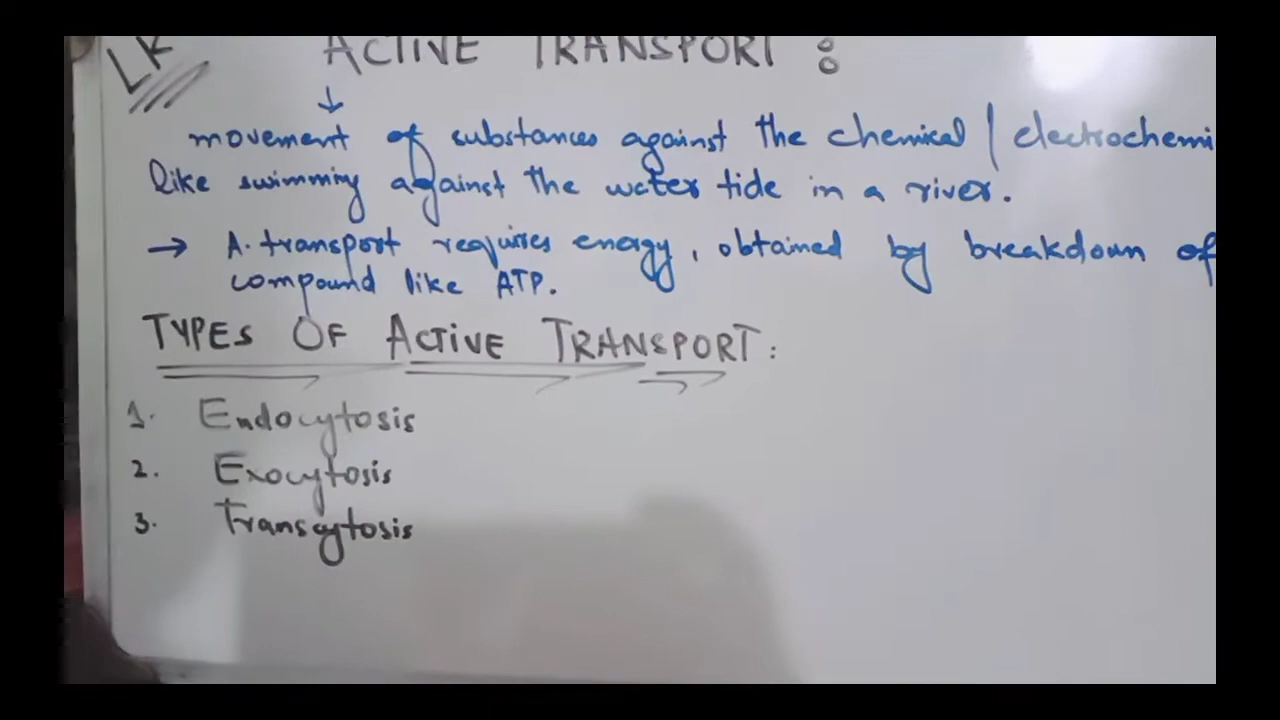 LK
ACTIVE TRANSPORT :
↓
movement of substances against the chemical / electrochemi
like swimming against the water tide in a river.
→ A. transport requires energy, obtained by breakdown of
compound like ATP.
TYPES OF ACTIVE TRANSPORT :
1. Endocytosis
2. Exocytosis
3. Transcytosis